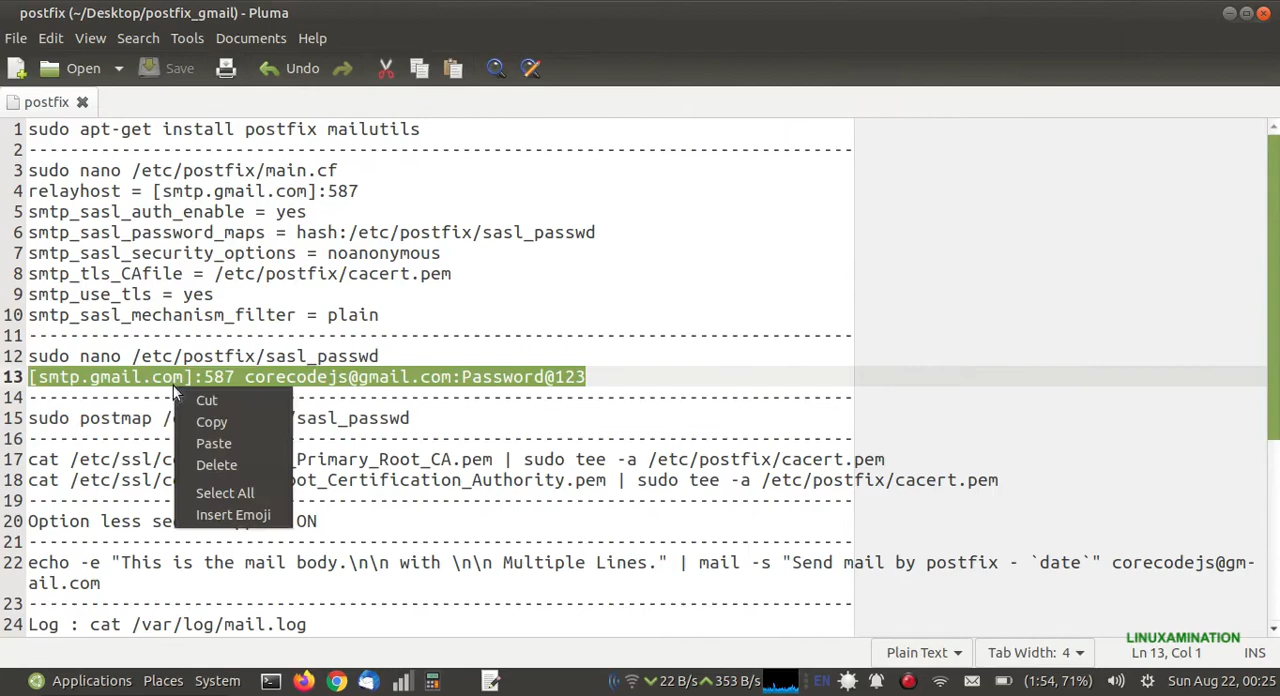 postfix (~/Desktop/postfix_gmail) - Pluma
File Edit View Search Tools Documents Help
Open Save Undo
postfix
1 sudo apt-get install postfix mailutils
2 -------------------------------------------------------------------------------
3 sudo nano /etc/postfix/main.cf
4 relayhost = [smtp.gmail.com]:587
5 smtp_sasl_auth_enable = yes
6 smtp_sasl_password_maps = hash:/etc/postfix/sasl_passwd
7 smtp_sasl_security_options = noanonymous
8 smtp_tls_CAfile = /etc/postfix/cacert.pem
9 smtp_use_tls = yes
10 smtp_sasl_mechanism_filter = plain
11 -------------------------------------------------------------------------------
12 sudo nano /etc/postfix/sasl_passwd
13 [smtp.gmail.com]:587 corecodejs@gmail.com:Password@123
14 -------------------------------------------------------------------------------
15 sudo postmap / sasl_passwd
16 -------------------------------------------------------------------------------
17 cat /etc/ssl/c _Primary_Root_CA.pem | sudo tee -a /etc/postfix/cacert.pem
18 cat /etc/ssl/c oot_Certification_Authority.pem | sudo tee -a /etc/postfix/cacert.pem
19 -------------------------------------------------------------------------------
20 Option less se ON
21 -------------------------------------------------------------------------------
22 echo -e "This is the mail body.\n\n with \n\n Multiple Lines." | mail -s "Send mail by postfix - `date`" corecodejs@gm-
ail.com
23 -------------------------------------------------------------------------------
24 Log : cat /var/log/mail.log
Cut
Copy
Paste
Delete
Select All
Insert Emoji
LINUXAMINATION
Plain Text Tab Width: 4 Ln 13, Col 1 INS
Applications Places System 22 B/s 353 B/s EN (1:54, 71%) Sun Aug 22, 00:25